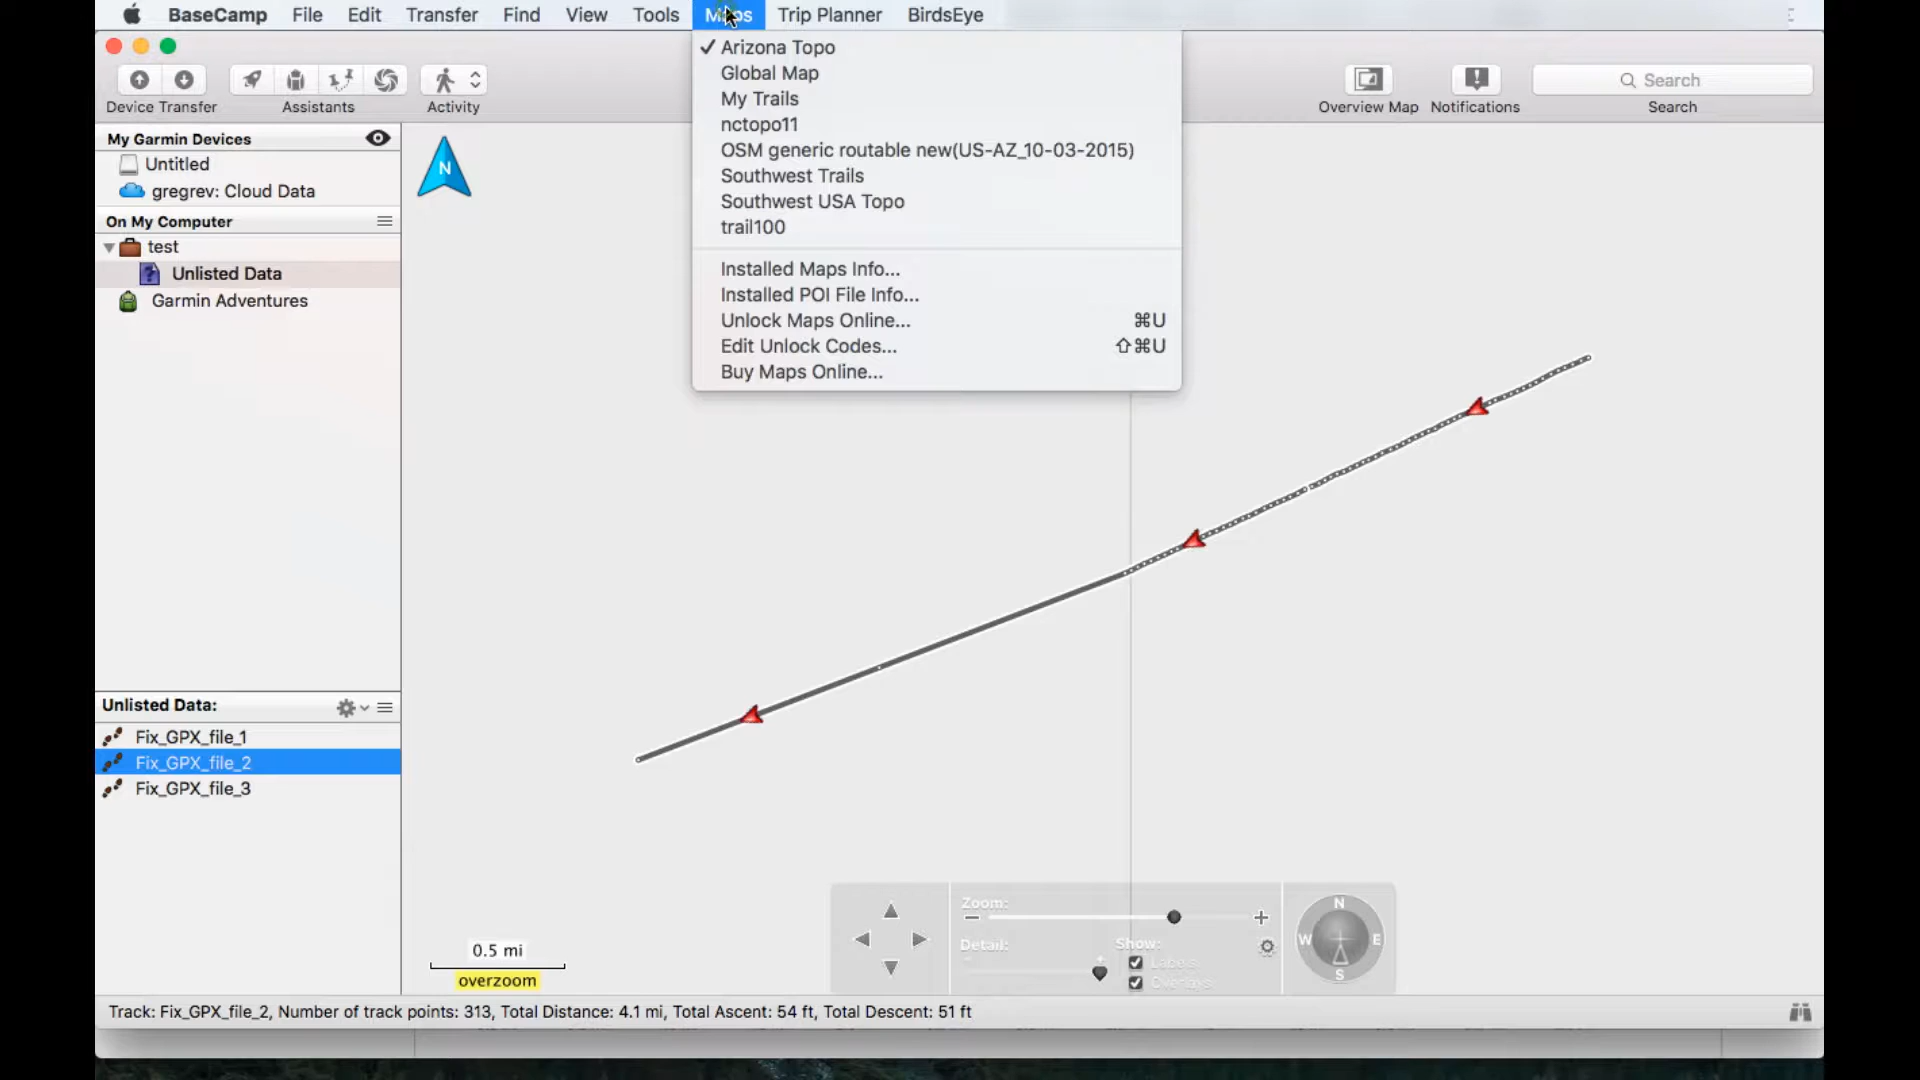 BaseCamp File Edit Transfer Find View Tools Maps Trip Planner BirdsEye
✓ Arizona Topo
Global Map
My Trails
nctopo11
OSM generic routable new(US-AZ_10-03-2015)
Southwest Trails
Southwest USA Topo
trail100
Installed Maps Info...
Installed POI File Info...
Unlock Maps Online... ⌘U
Edit Unlock Codes... ⇧⌘U
Buy Maps Online...
Device Transfer Assistants Activity
Search
Overview Map Notifications Search
My Garmin Devices
Untitled
gregrev: Cloud Data
On My Computer
test
Unlisted Data
Garmin Adventures
N
Unlisted Data:
Fix_GPX_file_1
Fix_GPX_file_2
Fix_GPX_file_3
0.5 mi
overzoom
Zoom:
Detail:
Show:
Labels
Overlays
N
W E
S
Track: Fix_GPX_file_2, Number of track points: 313, Total Distance: 4.1 mi, Total Ascent: 54 ft, Total Descent: 51 ft